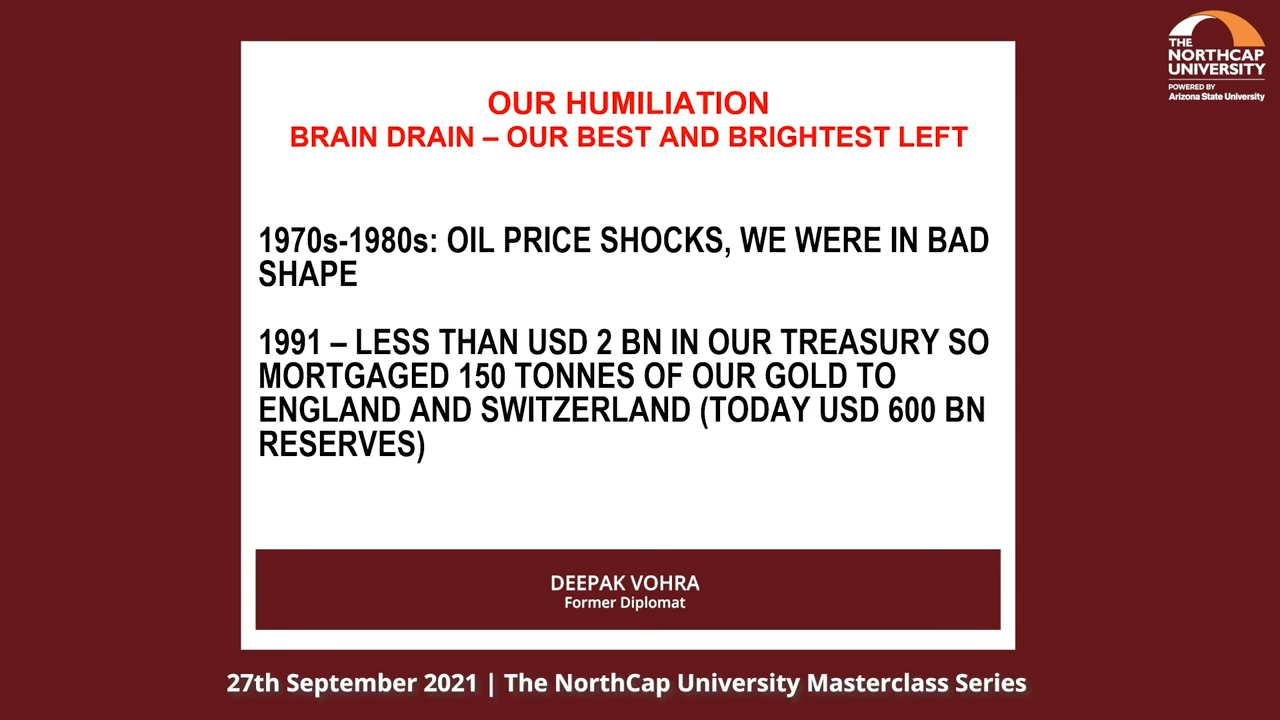 THE
NORTHCAP
UNIVERSITY
POWERED BY
Arizona State University
OUR HUMILIATION
BRAIN DRAIN – OUR BEST AND BRIGHTEST LEFT
1970s-1980s: OIL PRICE SHOCKS, WE WERE IN BAD
SHAPE
1991 – LESS THAN USD 2 BN IN OUR TREASURY SO
MORTGAGED 150 TONNES OF OUR GOLD TO
ENGLAND AND SWITZERLAND (TODAY USD 600 BN
RESERVES)
DEEPAK VOHRA
Former Diplomat
27th September 2021 | The NorthCap University Masterclass Series